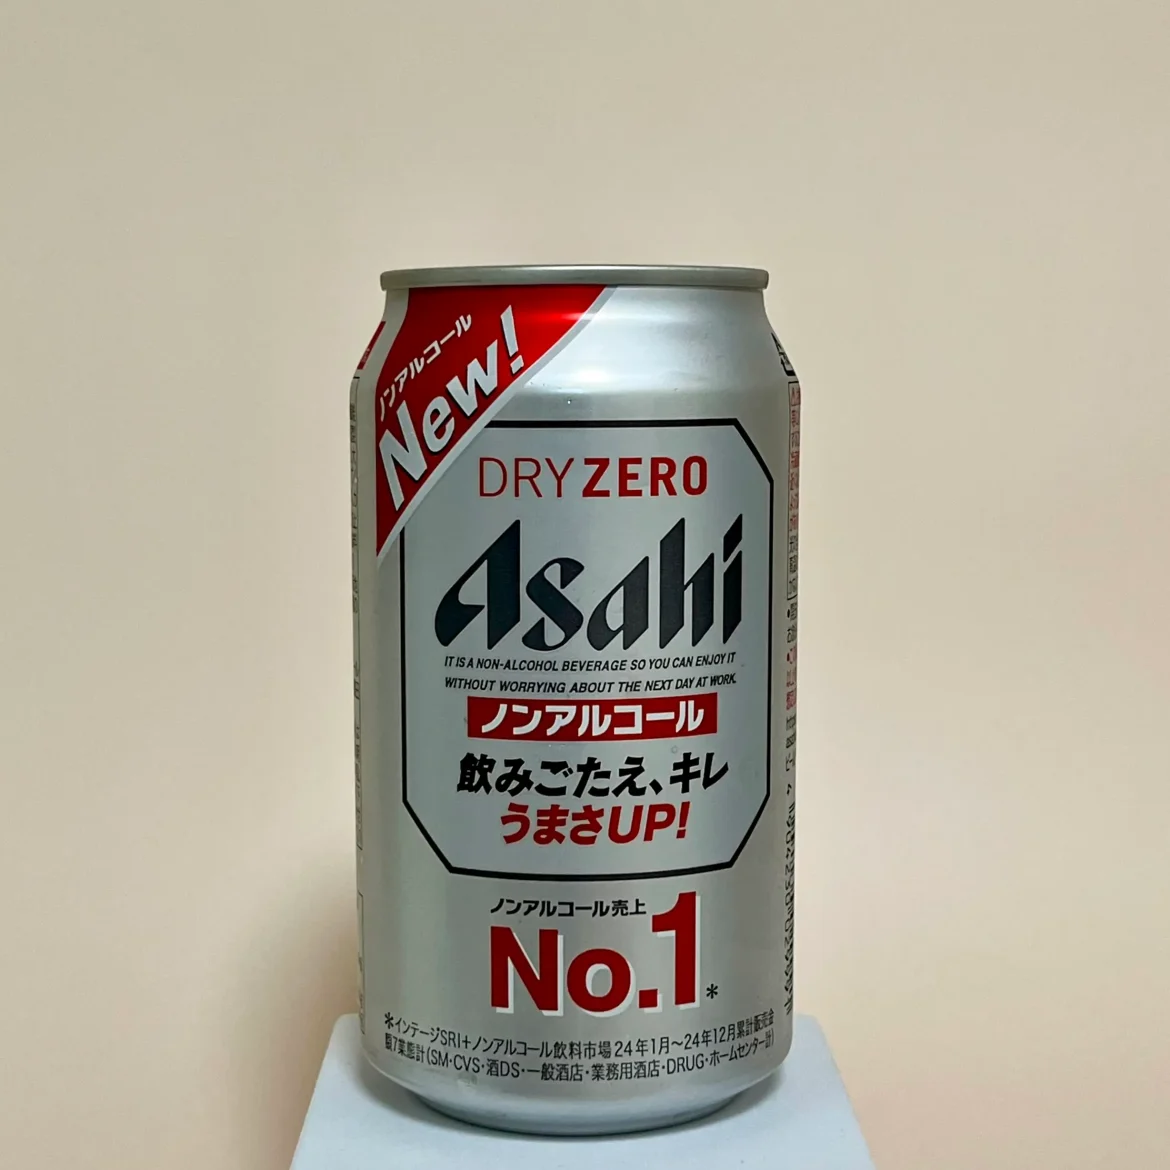 ノンアルコール
New!
DRY ZERO
Asahi
IT IS A NON-ALCOHOL BEVERAGE SO YOU CAN ENJOY IT
WITHOUT WORRYING ABOUT THE NEXT DAY AT WORK.
ノンアルコール
飲みごたえ、キレ
うまさUP!
ノンアルコール売上
No.1*
*インテージSRI+ノンアルコール飲料市場24年1月~24年12月累計販売金
額7業態計(SM·CVS·酒DS·一般酒店·業務用酒店·DRUG·ホームセンター計)